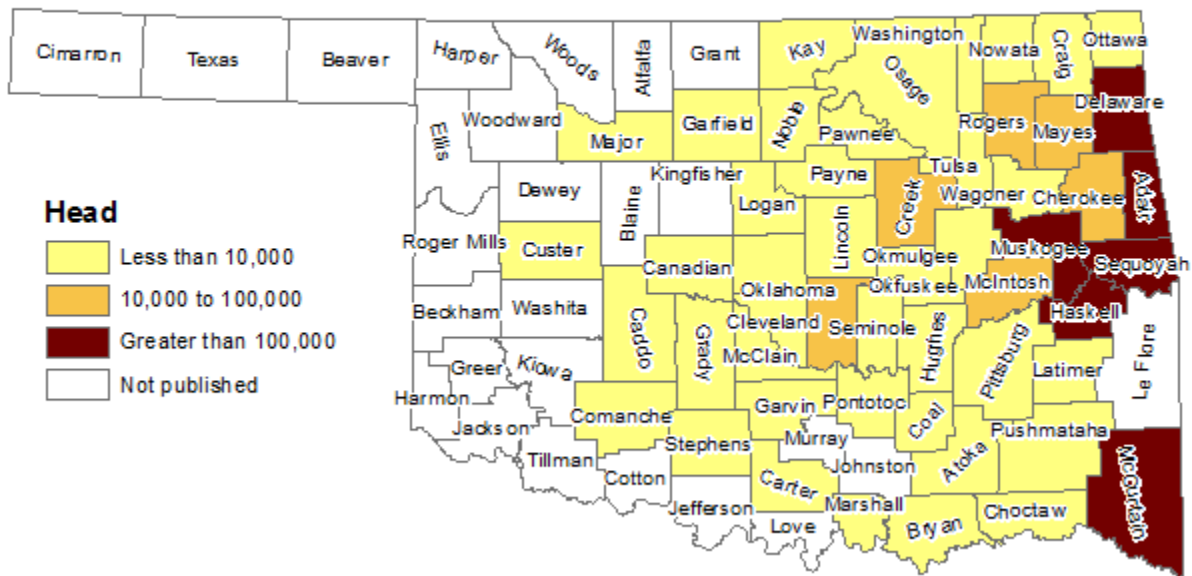 Cimarron
Texas
Beaver
Harper
Woods
Alfalfa
Grant
Kay
Washington
Osage
Nowata
Craig
Ottawa
Delaware
Ellis
Woodward
Major
Garfield
Noble
Pawnee
Rogers
Mayes
Dewey
Blaine
Kingfisher
Logan
Payne
Lincoln
Creek
Tulsa
Wagoner
Cherokee
Adair
Head
Less than 10,000
10,000 to 100,000
Greater than 100,000
Not published
Roger Mills
Custer
Canadian
Oklahoma
Okmulgee
Okfuskee
Muskogee
McIntosh
Sequoyah
Haskell
Beckham
Washita
Caddo
Grady
Cleveland
McClain
Seminole
Hughes
Pittsburg
Latimer
Le Flore
Greer
Kiowa
Harmon
Jackson
Comanche
Stephens
Garvin
Pontotoc
Coal
Pushmataha
Tillman
Cotton
Murray
Johnston
Atoka
McCurtain
Jefferson
Carter
Love
Marshall
Bryan
Choctaw